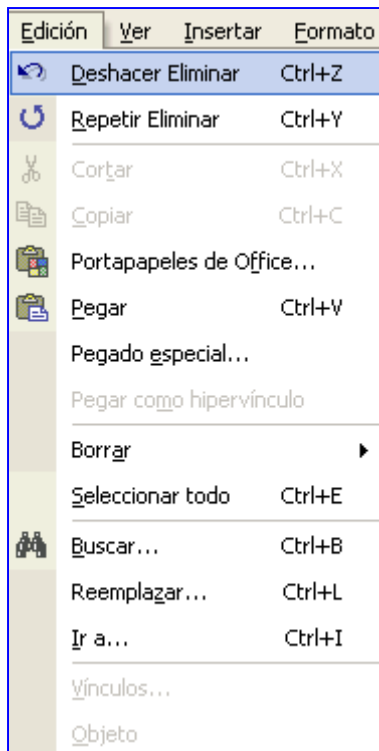 Edición Ver Insertar Formato
Deshacer Eliminar Ctrl+Z
Repetir Eliminar Ctrl+Y
Cortar Ctrl+X
Copiar Ctrl+C
Portapapeles de Office...
Pegar Ctrl+V
Pegado especial...
Pegar como hipervínculo
Borrar
Seleccionar todo Ctrl+E
Buscar... Ctrl+B
Reemplazar... Ctrl+L
Ir a... Ctrl+I
Vínculos...
Objeto